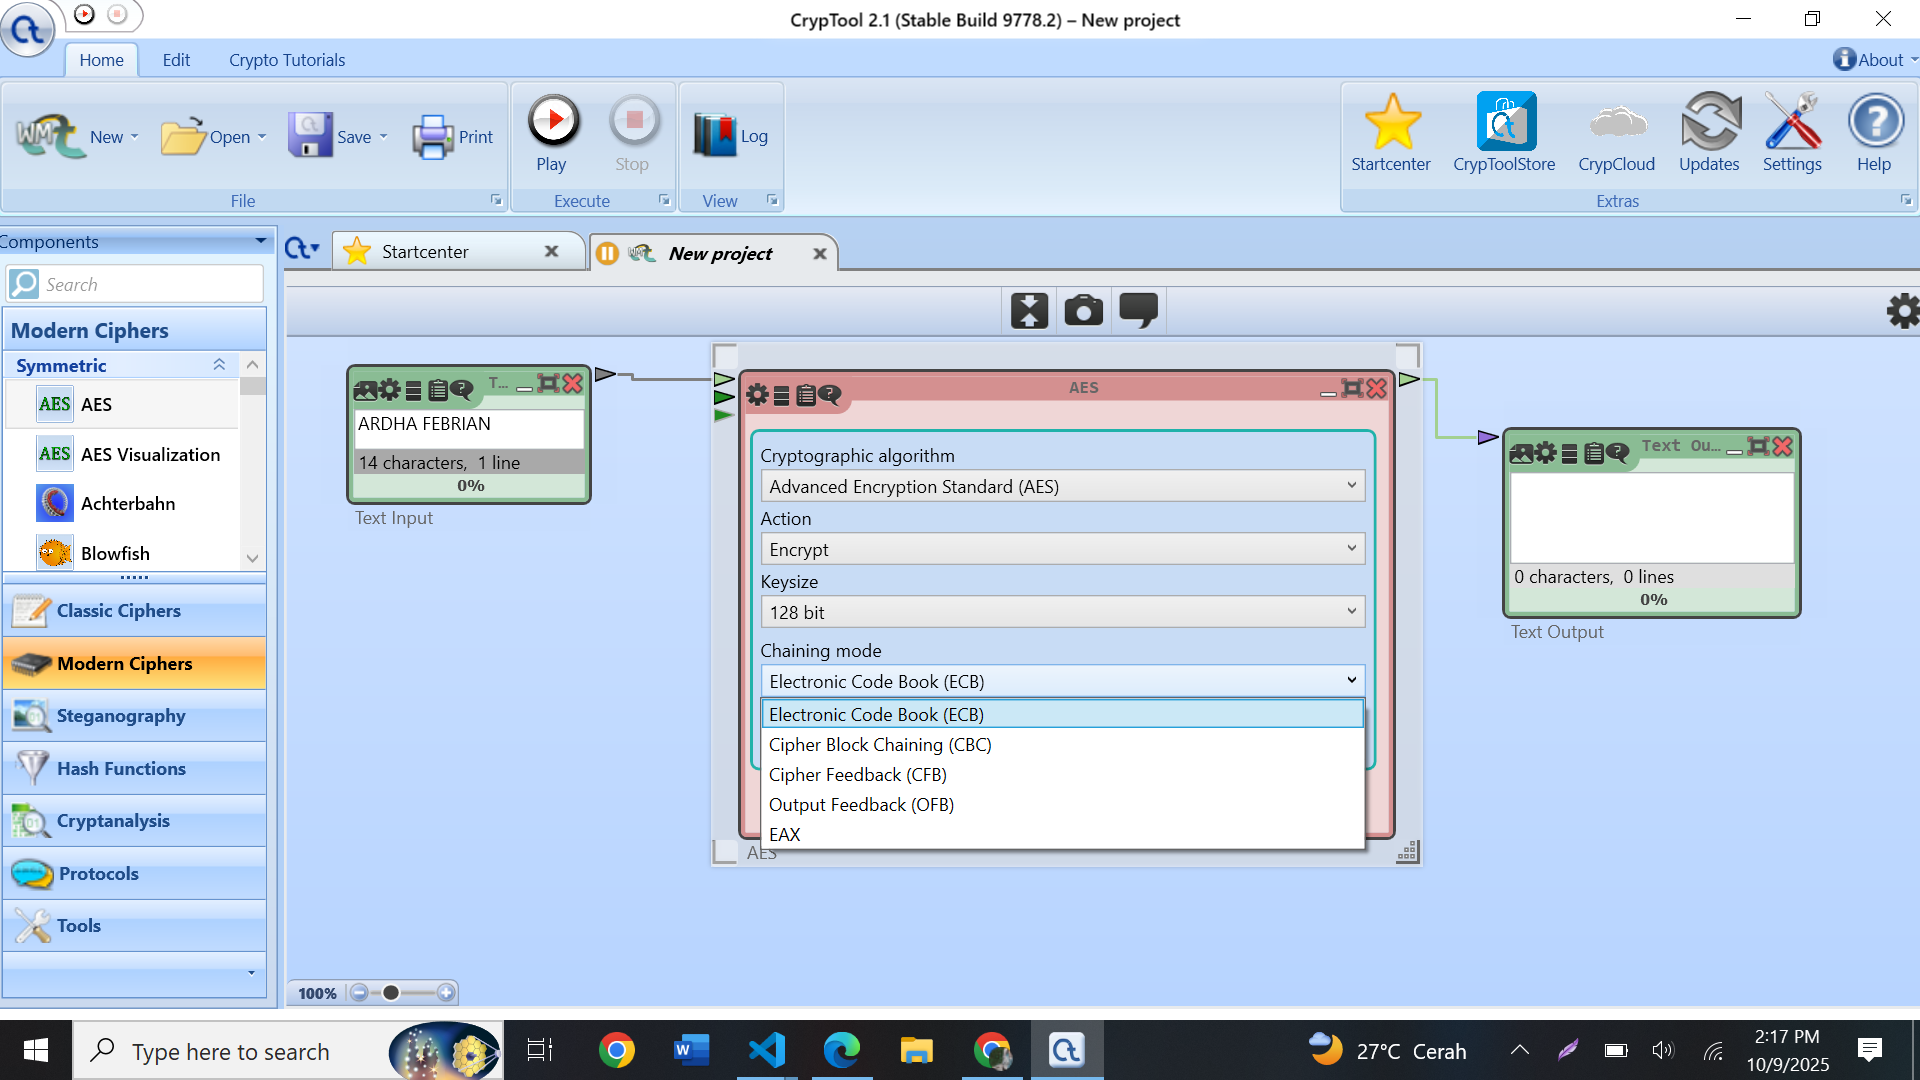 CrypTool 2.1 (Stable Build 9778.2) – New project
Home
Edit
Crypto Tutorials
About
New
Open
Save
Print
Play
Stop
Log
Startcenter
CrypToolStore
CrypCloud
Updates
Settings
Help
File
Execute
View
Extras
Components
Startcenter
New project
Search
Modern Ciphers
Symmetric
AES AES
AES AES Visualization
Achterbahn
Blowfish
Classic Ciphers
Modern Ciphers
Steganography
Hash Functions
Cryptanalysis
Protocols
Tools
T...
ARDHA FEBRIAN
14 characters, 1 line
0%
Text Input
AES
Cryptographic algorithm
Advanced Encryption Standard (AES)
Action
Encrypt
Keysize
128 bit
Chaining mode
Electronic Code Book (ECB)
Electronic Code Book (ECB)
Cipher Block Chaining (CBC)
Cipher Feedback (CFB)
Output Feedback (OFB)
EAX
AES
Text Ou...
0 characters, 0 lines
0%
Text Output
100%
Type here to search
27°C Cerah
2:17 PM
10/9/2025